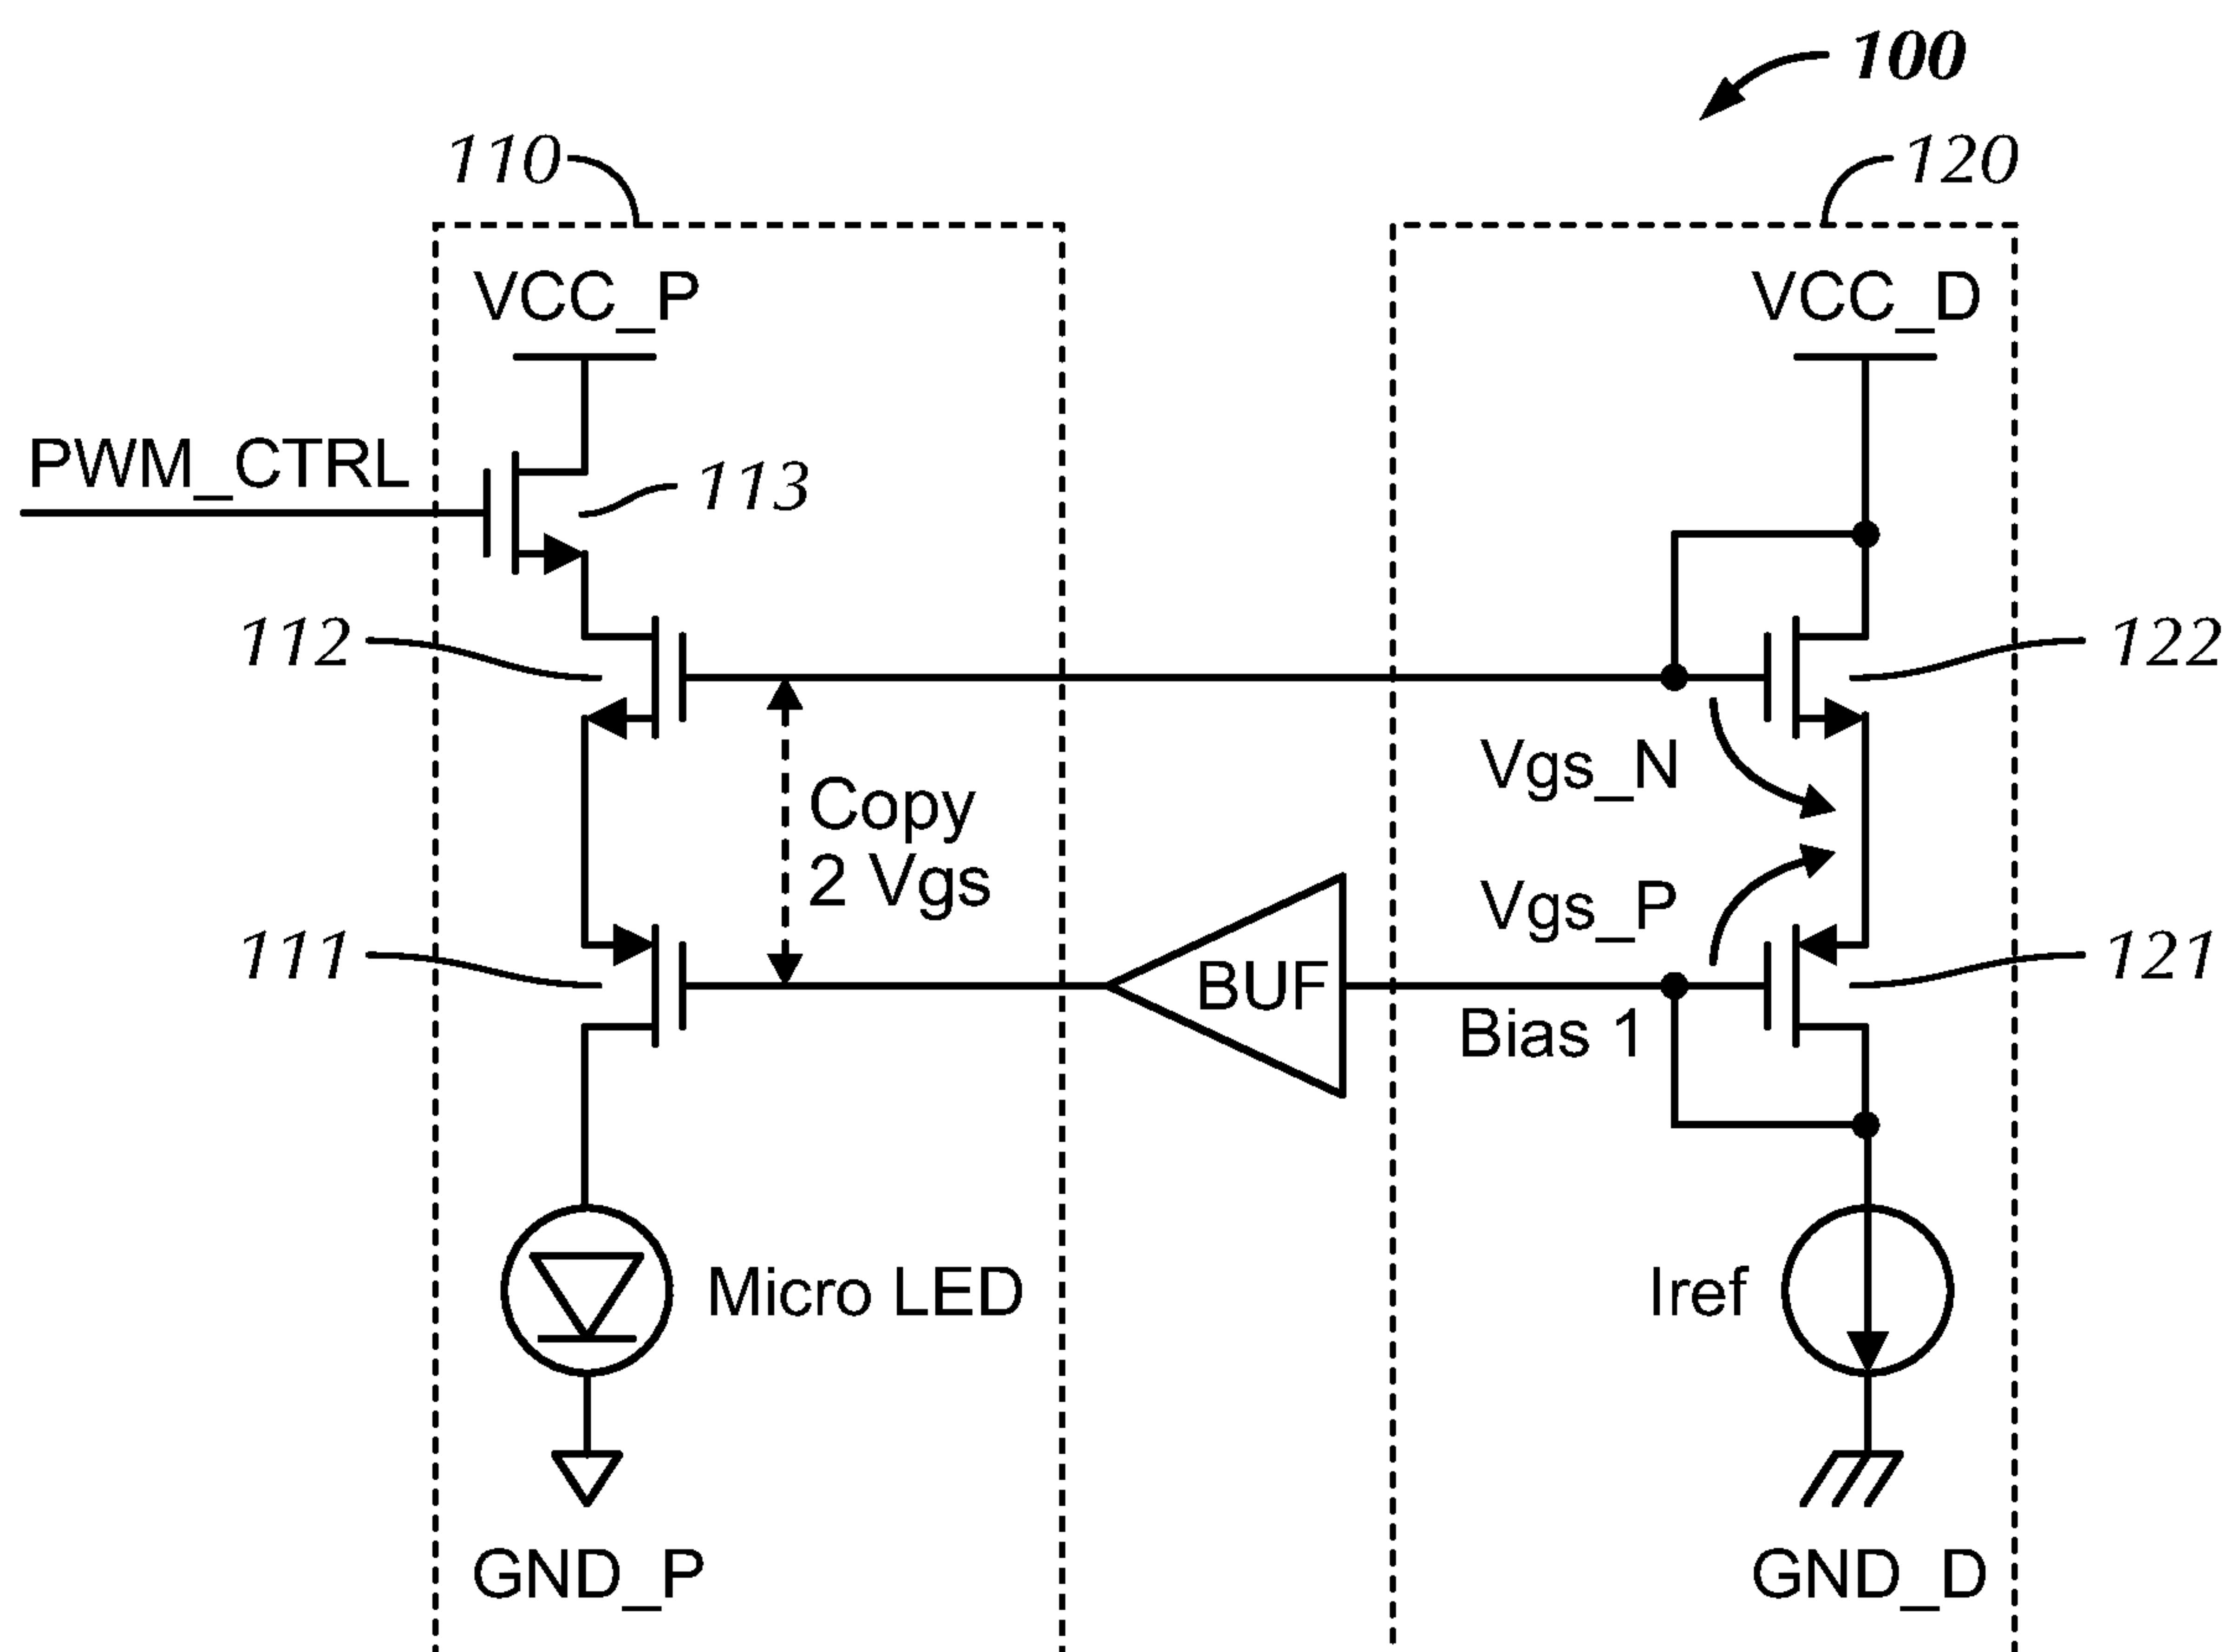 100
110
120
VCC_P
VCC_D
PWM_CTRL
113
112
122
Vgs_N
Copy
2 Vgs
Vgs_P
111
121
BUF
Bias 1
Micro LED
Iref
GND_P
GND_D